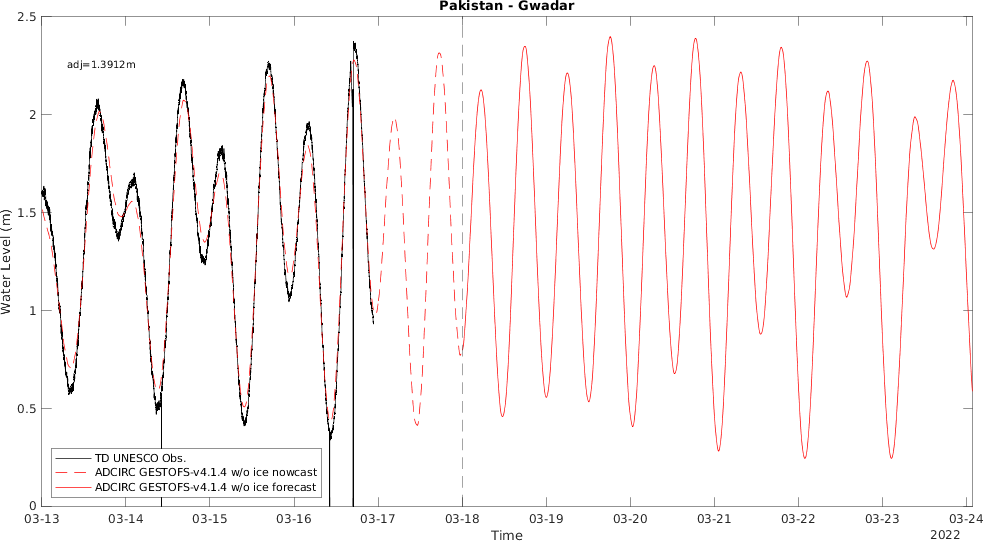 Pakistan - Gwadar
2.5
2
1.5
1
0.5
0
Water Level (m)
adj=1.3912m
TD UNESCO Obs.
ADCIRC GESTOFS-v4.1.4 w/o ice nowcast
ADCIRC GESTOFS-v4.1.4 w/o ice forecast
03-13 03-14 03-15 03-16 03-17 03-18 03-19 03-20 03-21 03-22 03-23 03-24
Time
2022